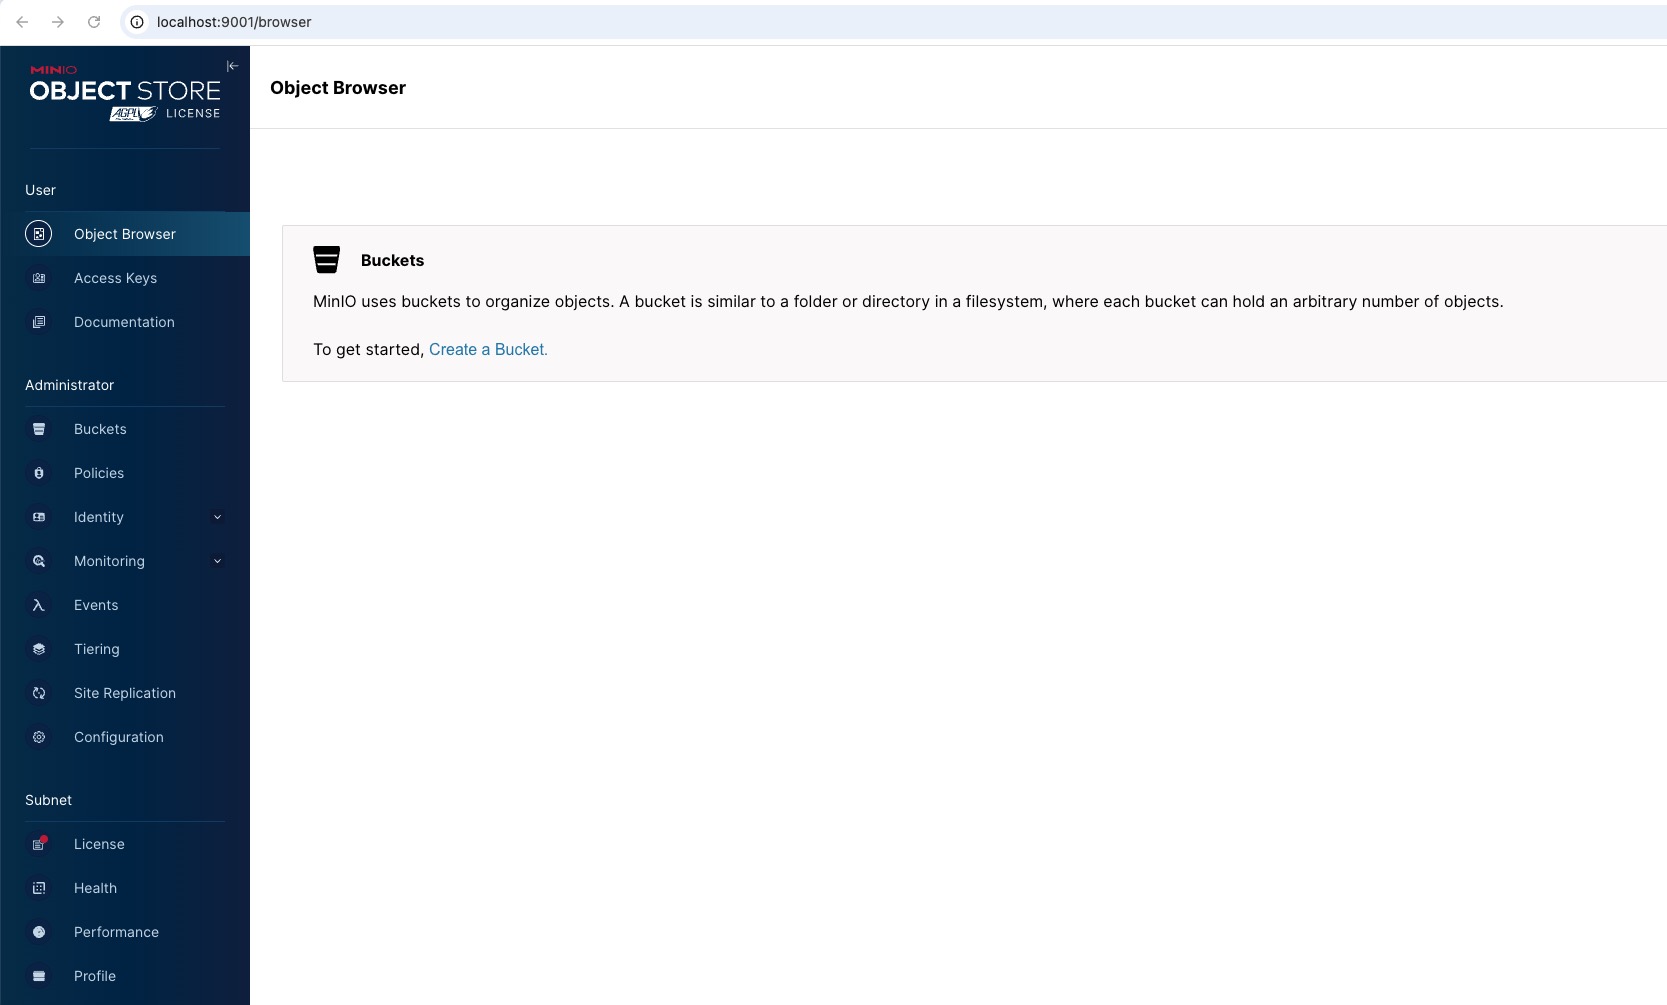 localhost:9001/browser
MINIO
OBJECT STORE
AGPLV3 LICENSE
Object Browser
User
Object Browser
Access Keys
Documentation
Administrator
Buckets
Policies
Identity
Monitoring
Events
Tiering
Site Replication
Configuration
Subnet
License
Health
Performance
Profile
Buckets
MinIO uses buckets to organize objects. A bucket is similar to a folder or directory in a filesystem, where each bucket can hold an arbitrary number of objects.
To get started, Create a Bucket.